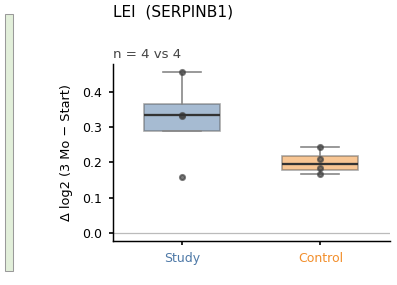 LEI  (SERPINB1)
n = 4 vs 4
Δ log2 (3 Mo − Start)
0.4
0.3
0.2
0.1
0.0
Study
Control